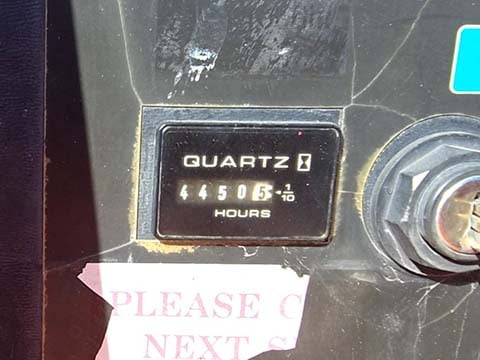 QUARTZ
44505 1/10
HOURS
PLEASE
NEXT